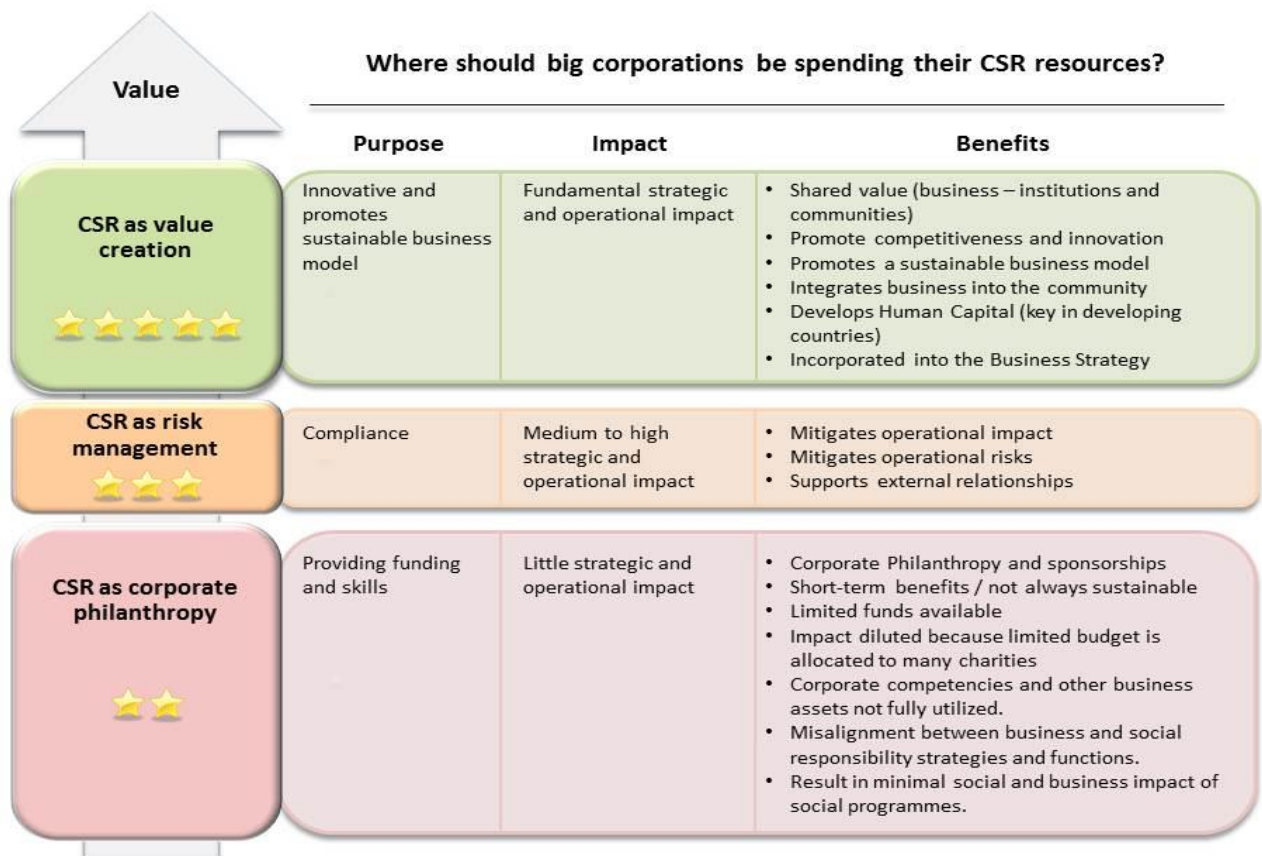 Where should big corporations be spending their CSR resources?
Value
Purpose
Impact
Benefits
CSR as value
creation
Innovative and
promotes
sustainable business
model
Fundamental strategic
and operational impact
• Shared value (business – institutions and
communities)
• Promote competitiveness and innovation
• Promotes a sustainable business model
• Integrates business into the community
• Develops Human Capital (key in developing
countries)
• Incorporated into the Business Strategy
CSR as risk
management
Compliance
Medium to high
strategic and
operational impact
• Mitigates operational impact
• Mitigates operational risks
• Supports external relationships
CSR as corporate
philanthropy
Providing funding
and skills
Little strategic and
operational impact
• Corporate Philanthropy and sponsorships
• Short-term benefits / not always sustainable
• Limited funds available
• Impact diluted because limited budget is
allocated to many charities
• Corporate competencies and other business
assets not fully utilized.
• Misalignment between business and social
responsibility strategies and functions.
• Result in minimal social and business impact of
social programmes.